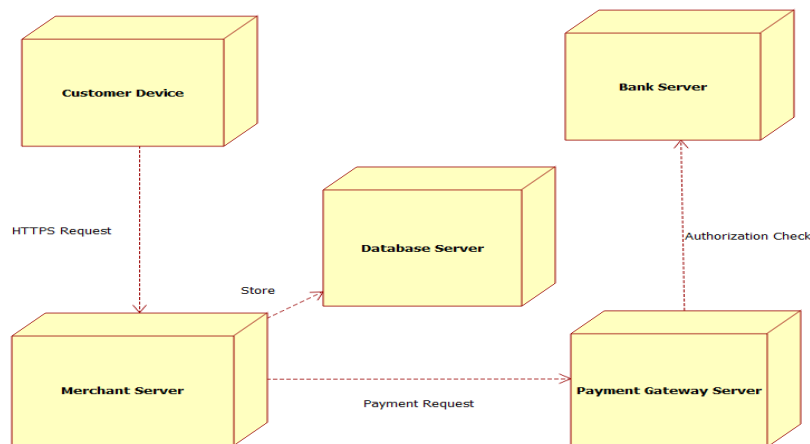 Customer Device
Bank Server
HTTPS Request
Database Server
Authorization Check
Store
Merchant Server
Payment Gateway Server
Payment Request